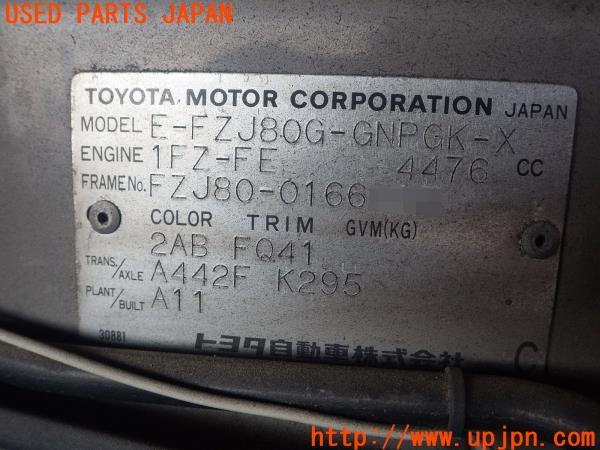 USED PARTS JAPAN
TOYOTA MOTOR CORPORATION JAPAN
MODEL E-FZJ80G-GNPGK-X
ENGINE 1FZ-FE 4476 CC
FRAME No. FZJ80-0166
COLOR TRIM GVM(KG)
2AB FQ41
TRANS./AXLE A442F K295
PLANT/BUILT A11
30881 トヨタ自動車株式会社 C
http://www.upjpn.com/